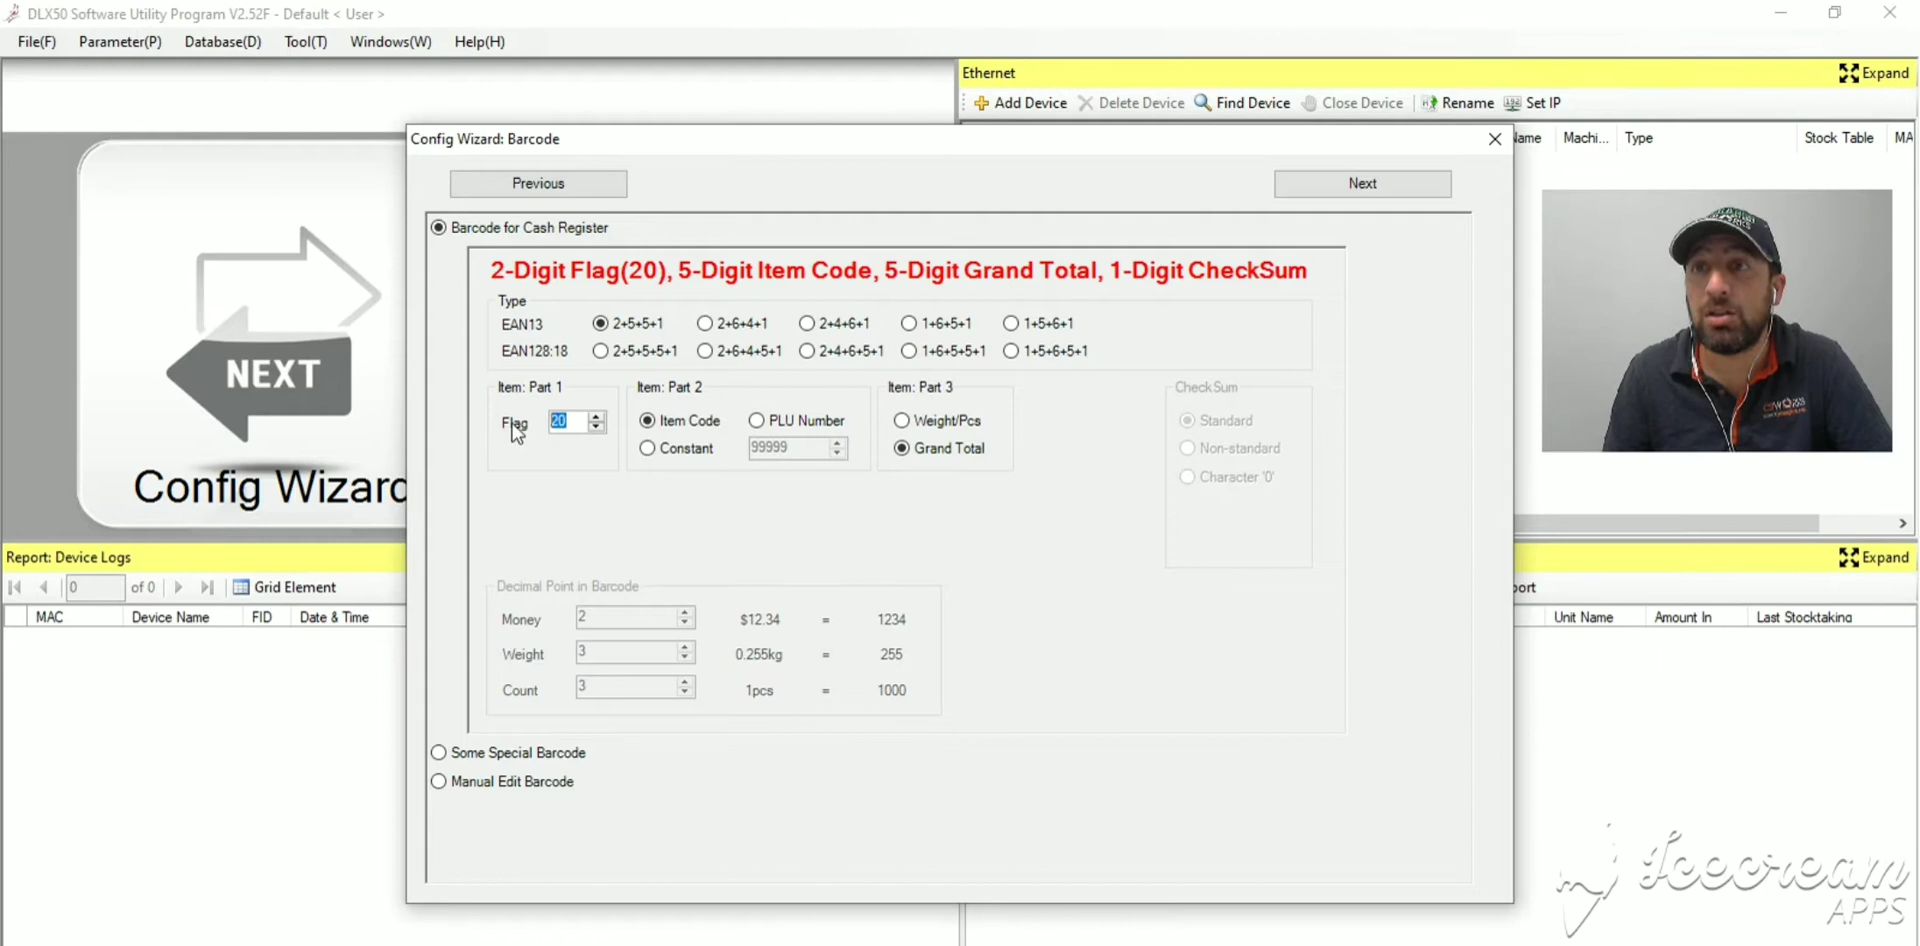 DLX50 Software Utility Program V2.52F - Default < User >
File(F) Parameter(P) Database(D) Tool(T) Windows(W) Help(H)
Ethernet Expand
Add Device Delete Device Find Device Close Device Rename Set IP
Name Machi... Type Stock Table MA
Config Wizard: Barcode
Previous Next
Barcode for Cash Register
2-Digit Flag(20), 5-Digit Item Code, 5-Digit Grand Total, 1-Digit CheckSum
Type
EAN13 2+5+5+1 2+6+4+1 2+4+6+1 1+6+5+1 1+5+6+1
EAN128:18 2+5+5+5+1 2+6+4+5+1 2+4+6+5+1 1+6+5+5+1 1+5+6+5+1
Item: Part 1 Item: Part 2 Item: Part 3 CheckSum
Flag 20 Item Code PLU Number Weight/Pcs Standard
Constant 99999 Grand Total Non-standard
Character '0'
NEXT
Config Wizard
Decimal Point in Barcode
Money 2 $12.34 = 1234
Weight 3 0.255kg = 255
Count 3 1pcs = 1000
Some Special Barcode
Manual Edit Barcode
Report: Device Logs
0 of 0 Grid Element
MAC Device Name FID Date & Time
Expand
port
Unit Name Amount In Last Stocktaking
Icecream
APPS